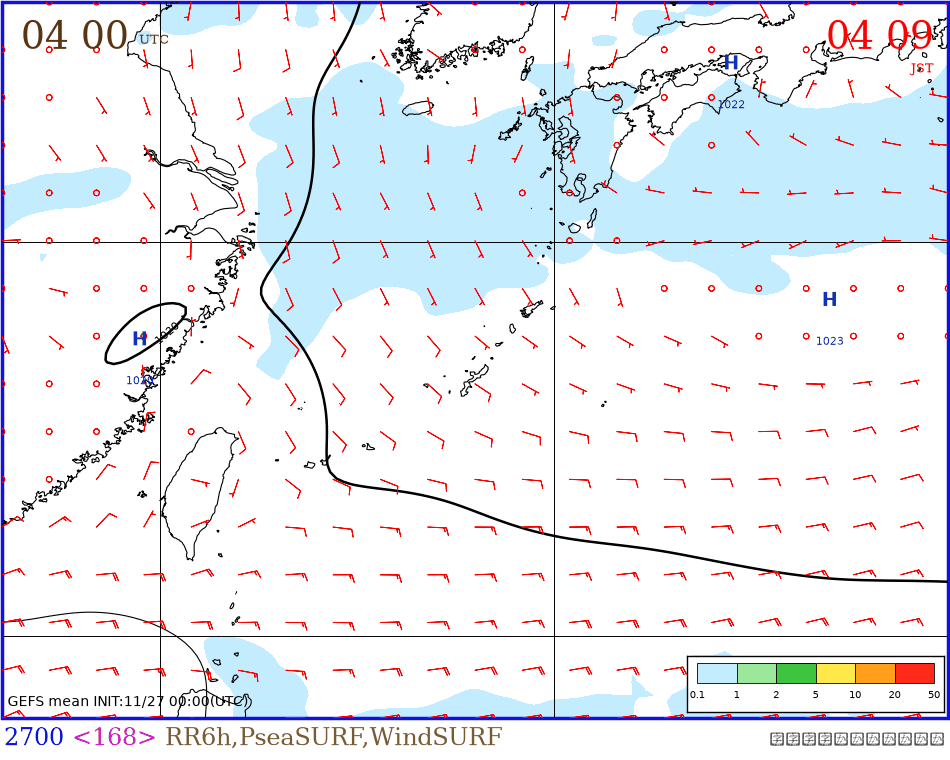 04 00 UTC
04 09
JST
H
1022
H
1023
H
1020
GEFS mean INIT:11/27 00:00(UTC)
0.1 1 2 5 10 20 50
2700 <168> RR6h,PseaSURF,WindSURF